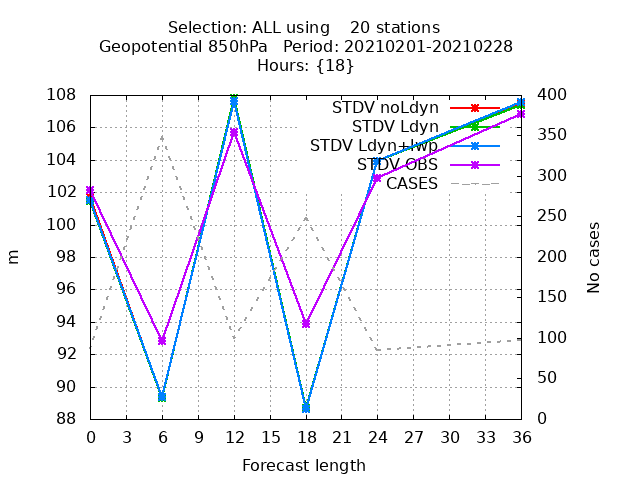 Selection: ALL using    20 stations
Geopotential 850hPa   Period: 20210201-20210228
Hours: {18}
108
106
104
102
100
98
96
94
92
90
88
m
400
350
300
250
200
150
100
50
0
No cases
STDV noLdyn
STDV Ldyn
STDV Ldyn+lwp
STDV OBS
CASES
0 3 6 9 12 15 18 21 24 27 30 33 36
Forecast length